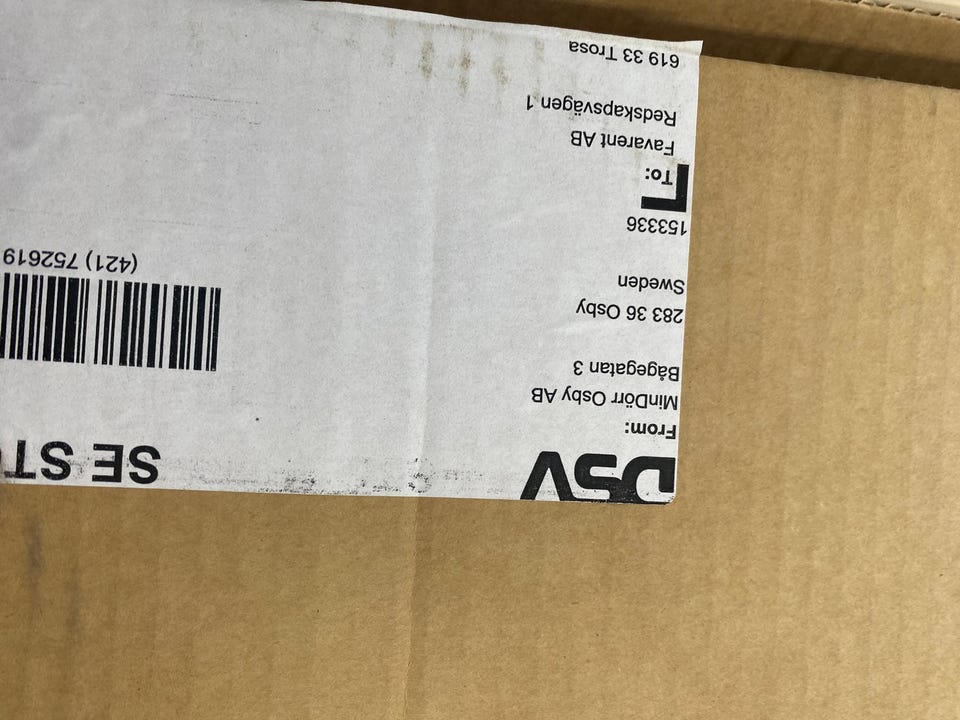 DSV
From:
MinDörr Osby AB
Bågegatan 3
283 36 Osby
Sweden
153336
To:
Favarent AB
Redskapsvägen 1
619 33 Trosa
SE
(421) 752619